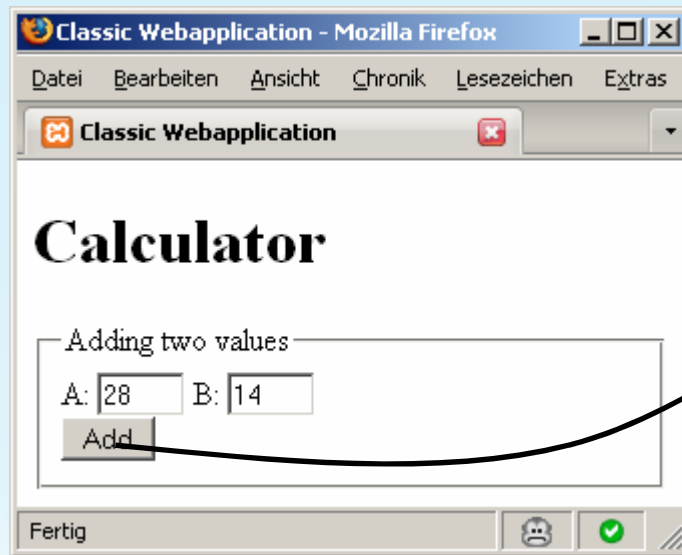 Classic Webapplication - Mozilla Firefox
Datei Bearbeiten Ansicht Chronik Lesezeichen Extras
Classic Webapplication
Calculator
Adding two values
A: 28 B: 14
Add
Fertig